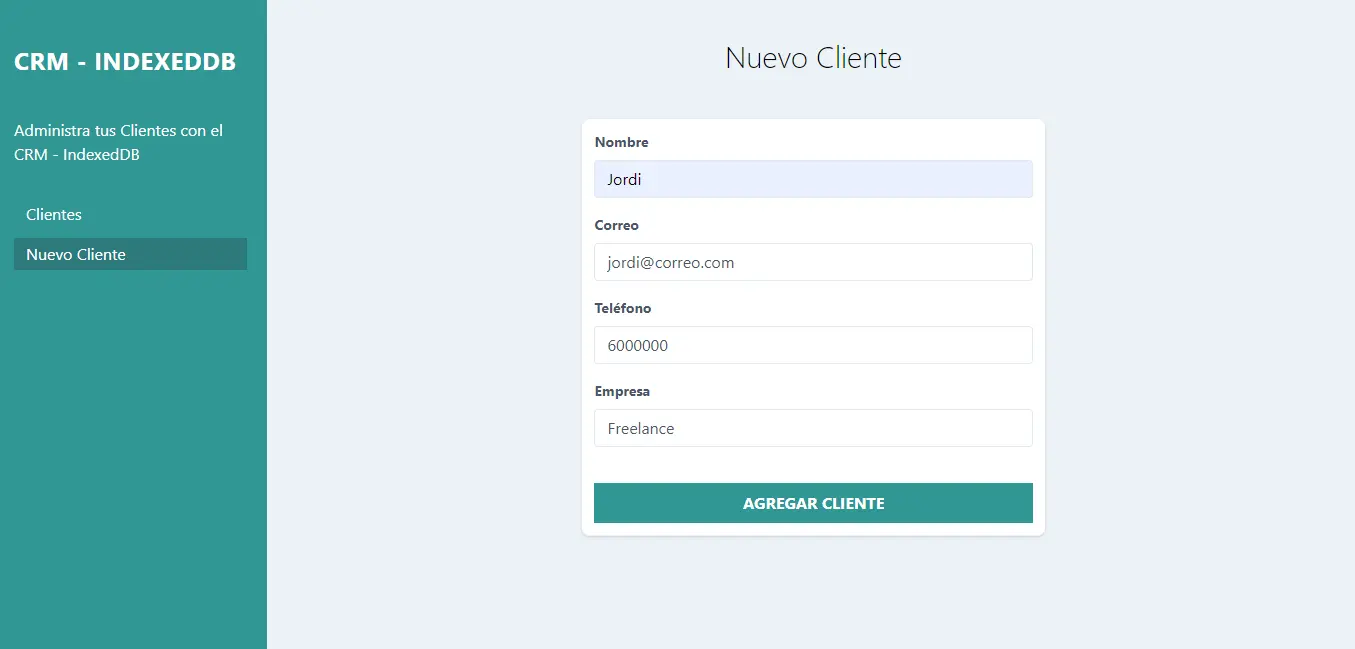 CRM - INDEXEDDB
Administra tus Clientes con el
CRM - IndexedDB
Clientes
Nuevo Cliente
Nuevo Cliente
Nombre
Jordi
Correo
jordi@correo.com
Teléfono
6000000
Empresa
Freelance
AGREGAR CLIENTE